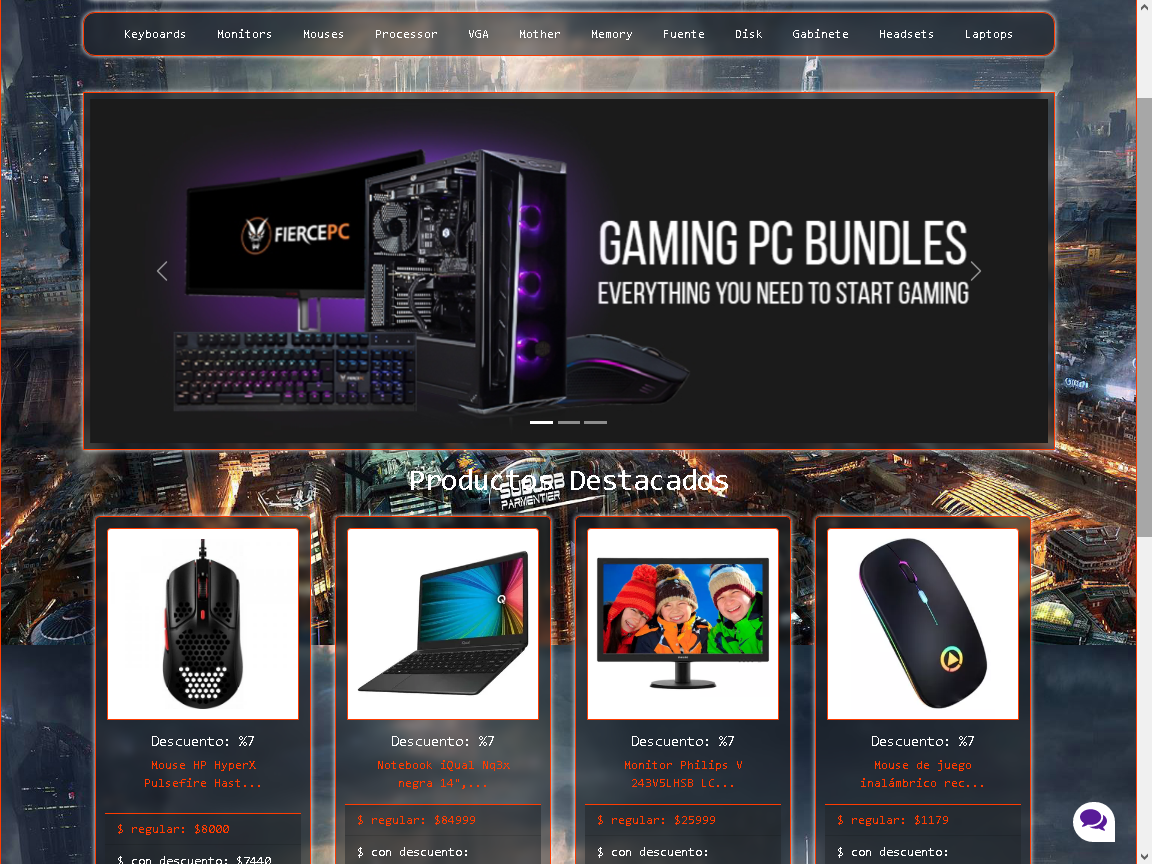 Keyboards Monitors Mouses Processor VGA Mother Memory Fuente Disk Gabinete Headsets Laptops
FIERCEPC
GAMING PC BUNDLES
EVERYTHING YOU NEED TO START GAMING
Productos Destacados
PARMENTIER
Descuento: %7
Mouse HP HyperX
Pulsefire Hast...
$ regular: $8000
$ con descuento: $7440
Descuento: %7
Notebook iQual Nq3x
negra 14",...
$ regular: $84999
$ con descuento:
Descuento: %7
Monitor Philips V
243V5LHSB LC...
$ regular: $25999
$ con descuento:
Descuento: %7
Mouse de juego
inalámbrico rec...
$ regular: $1179
$ con descuento: